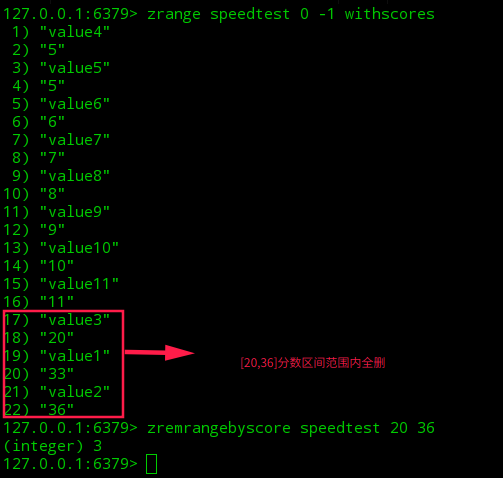 127.0.0.1:6379> zrange speedtest 0 -1 withscores
1) "value4"
2) "5"
3) "value5"
4) "5"
5) "value6"
6) "6"
7) "value7"
8) "7"
9) "value8"
10) "8"
11) "value9"
12) "9"
13) "value10"
14) "10"
15) "value11"
16) "11"
17) "value3"
18) "20"
19) "value1"
20) "33"
21) "value2"
22) "36"
[20,36]分数区间范围内全删
127.0.0.1:6379> zremrangebyscore speedtest 20 36
(integer) 3
127.0.0.1:6379>